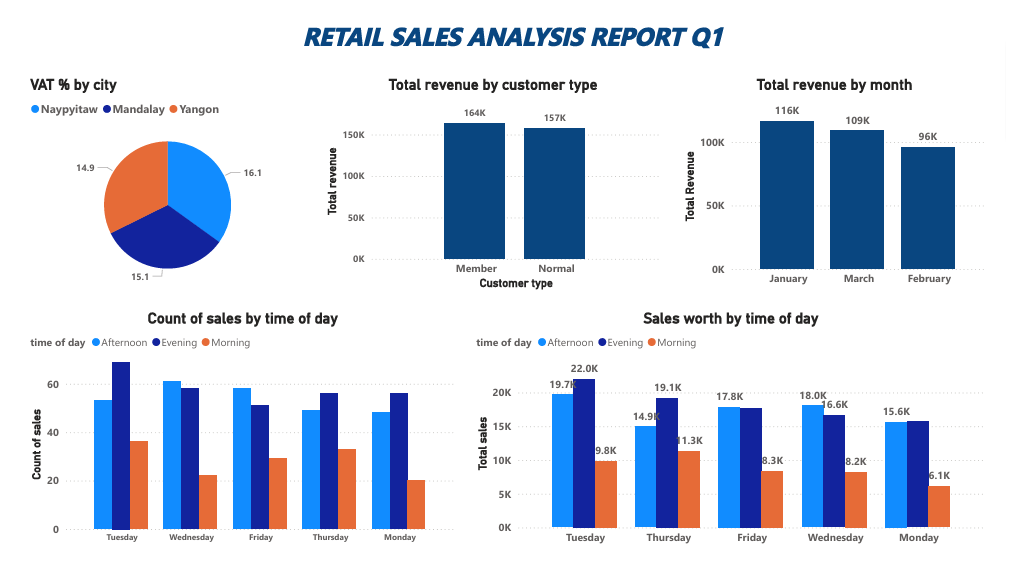 RETAIL SALES ANALYSIS REPORT Q1
VAT % by city
Naypyitaw Mandalay Yangon
14.9
16.1
15.1
Total revenue by customer type
Total revenue
150K
100K
50K
0K
164K
157K
Member Normal
Customer type
Total revenue by month
Total Revenue
100K
50K
0K
116K
109K
96K
January March February
Count of sales by time of day
time of day Afternoon Evening Morning
Count of sales
60
40
20
0
Tuesday Wednesday Friday Thursday Monday
Sales worth by time of day
time of day Afternoon Evening Morning
Total sales
20K
15K
10K
5K
0K
19.7K
22.0K
9.8K
14.9K
19.1K
11.3K
17.8K
8.3K
18.0K
16.6K
8.2K
15.6K
6.1K
Tuesday Thursday Friday Wednesday Monday